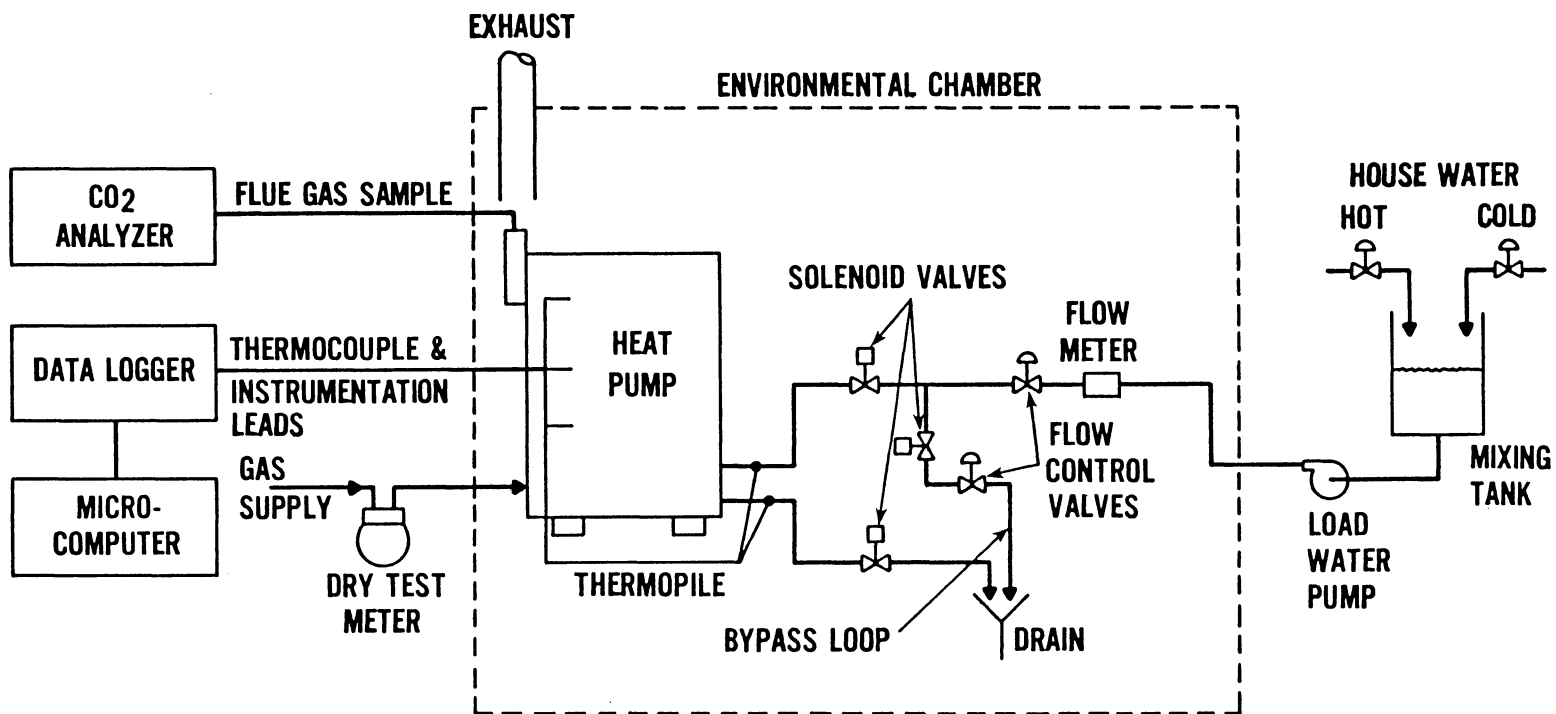 EXHAUST
ENVIRONMENTAL CHAMBER
CO2
ANALYZER
FLUE GAS SAMPLE
HOUSE WATER
HOT
COLD
SOLENOID VALVES
FLOW
METER
HEAT
PUMP
DATA LOGGER
THERMOCOUPLE &
INSTRUMENTATION
LEADS
FLOW
CONTROL
VALVES
MIXING
TANK
GAS
SUPPLY
MICRO-
COMPUTER
LOAD
WATER
PUMP
DRY TEST
METER
THERMOPILE
BYPASS LOOP
DRAIN